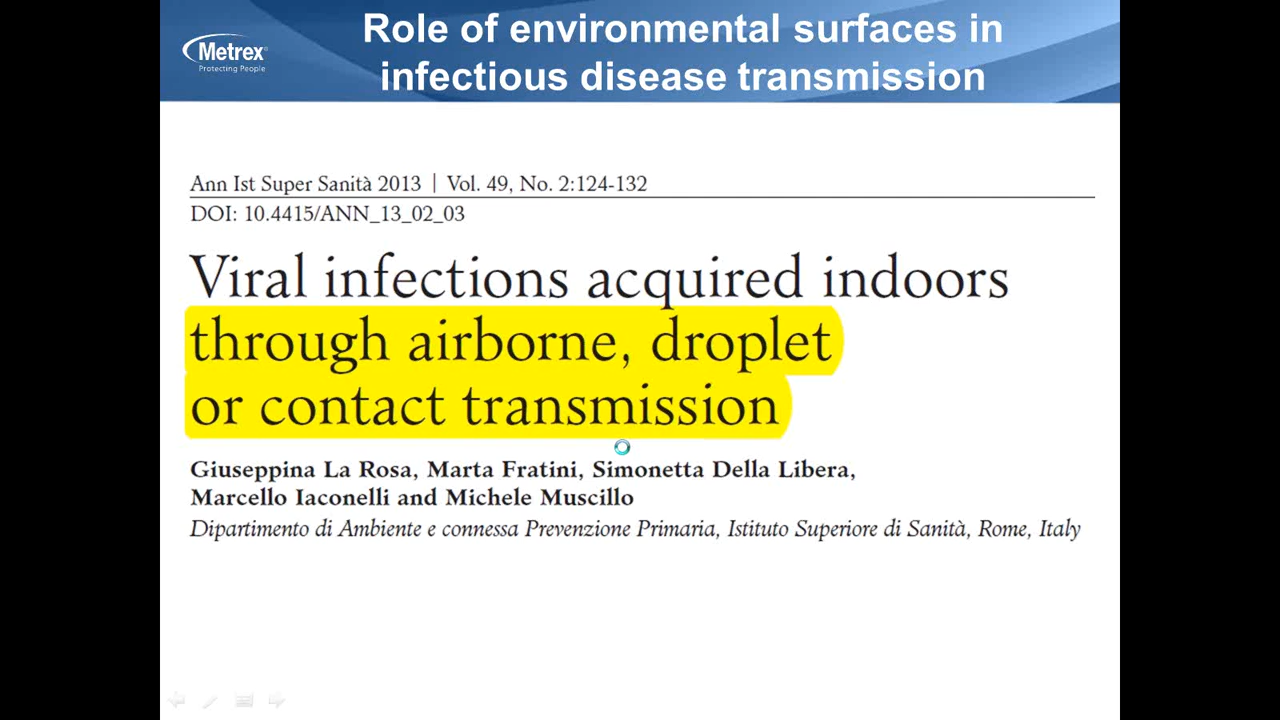 Role of environmental surfaces in
infectious disease transmission
Metrex®
Protecting People
Ann Ist Super Sanità 2013 | Vol. 49, No. 2:124-132
DOI: 10.4415/ANN_13_02_03
Viral infections acquired indoors
through airborne, droplet
or contact transmission
Giuseppina La Rosa, Marta Fratini, Simonetta Della Libera,
Marcello Iaconelli and Michele Muscillo
Dipartimento di Ambiente e connessa Prevenzione Primaria, Istituto Superiore di Sanità, Rome, Italy